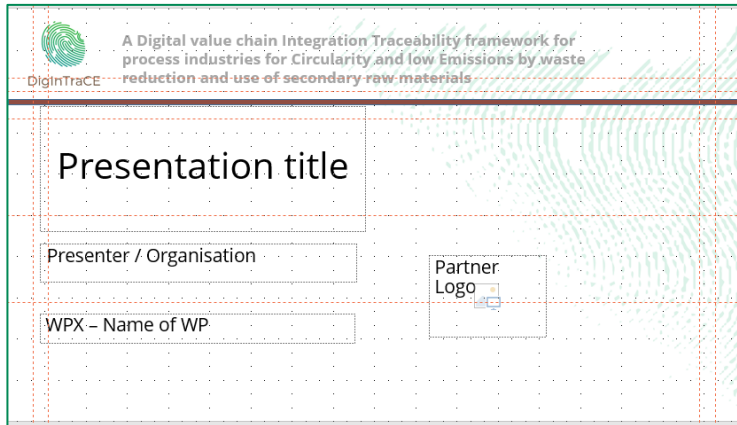 A Digital value chain Integration Traceability framework for
process industries for Circularity and low Emissions by waste
reduction and use of secondary raw materials
DigInTraCE
Presentation title
Presenter / Organisation
Partner
Logo
WPX – Name of WP